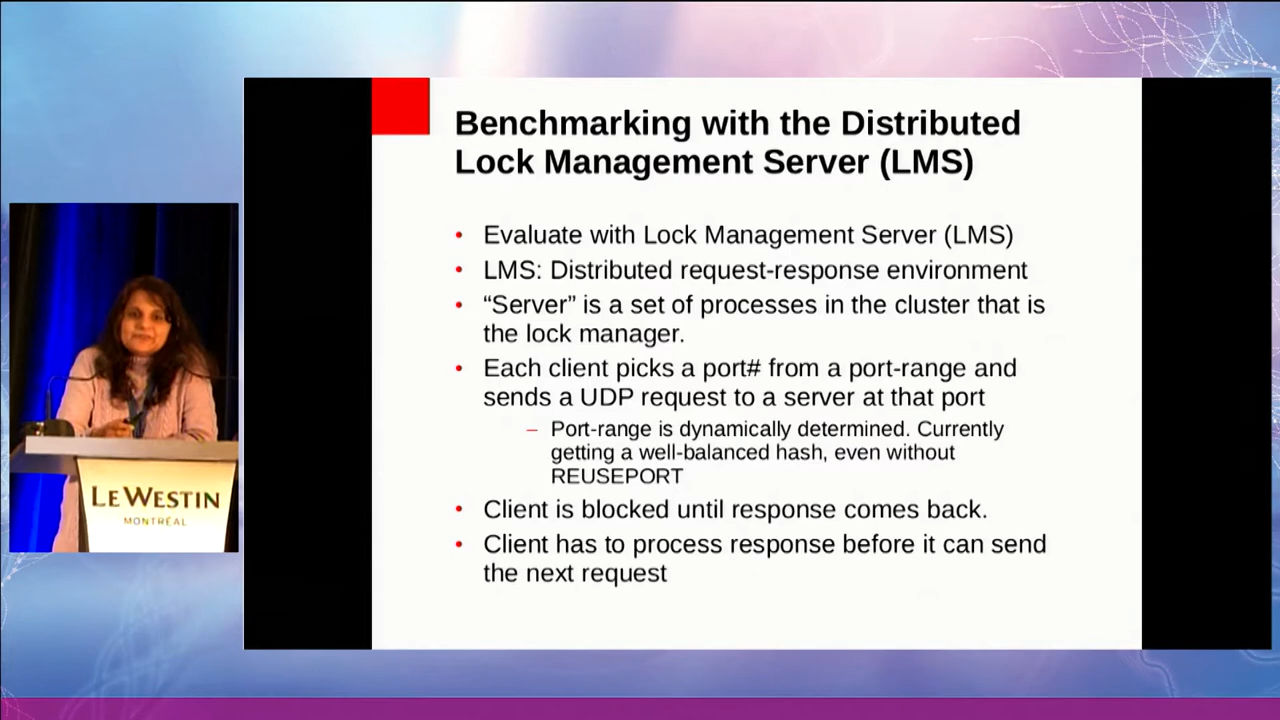 Benchmarking with the Distributed
Lock Management Server (LMS)
• Evaluate with Lock Management Server (LMS)
• LMS: Distributed request-response environment
• “Server” is a set of processes in the cluster that is
the lock manager.
• Each client picks a port# from a port-range and
sends a UDP request to a server at that port
– Port-range is dynamically determined. Currently
getting a well-balanced hash, even without
REUSEPORT
• Client is blocked until response comes back.
• Client has to process response before it can send
the next request
LE WESTIN
MONTRÉAL